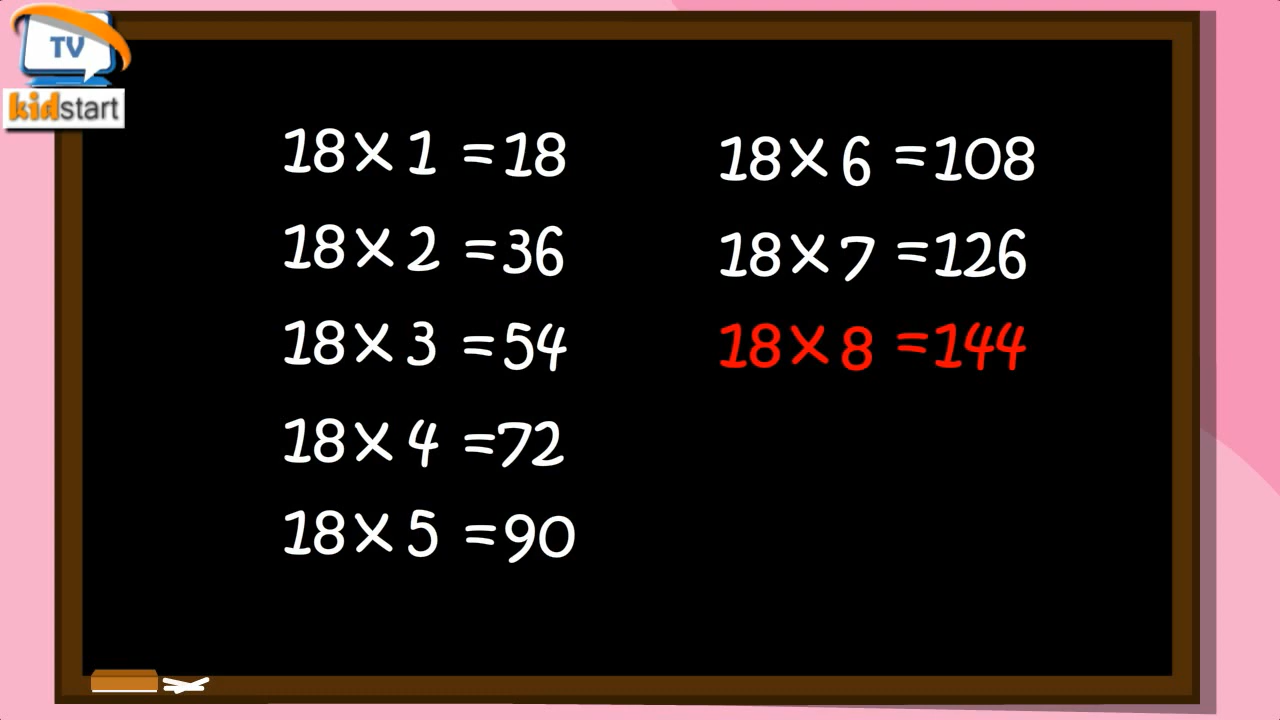 TV
kidstart
18 × 1 = 18
18 × 2 = 36
18 × 3 = 54
18 × 4 = 72
18 × 5 = 90
18 × 6 = 108
18 × 7 = 126
18 × 8 = 144